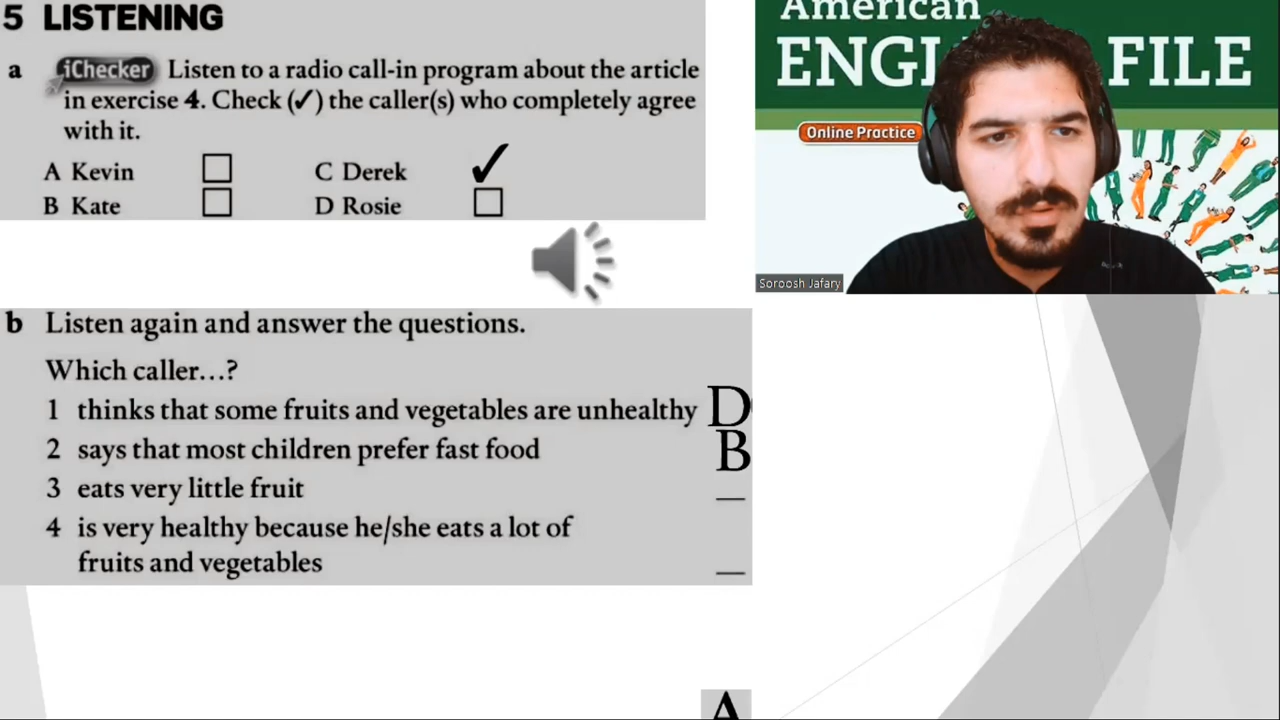 5 LISTENING
a iChecker Listen to a radio call-in program about the article
in exercise 4. Check (✓) the caller(s) who completely agree
with it.
A Kevin
C Derek ✓
B Kate
D Rosie
b Listen again and answer the questions.
Which caller...?
1 thinks that some fruits and vegetables are unhealthy D
2 says that most children prefer fast food B
3 eats very little fruit __
4 is very healthy because he/she eats a lot of
fruits and vegetables __
A
American
ENGL FILE
Online Practice
Soroosh Jafary